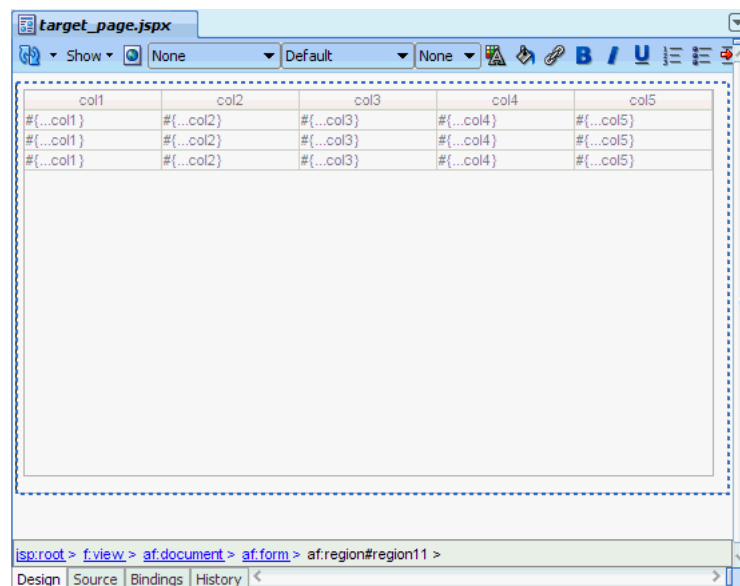 target_page.jspx
Show None Default None B I U
col1 col2 col3 col4 col5
#{...col1} #{...col2} #{...col3} #{...col4} #{...col5}
#{...col1} #{...col2} #{...col3} #{...col4} #{...col5}
#{...col1} #{...col2} #{...col3} #{...col4} #{...col5}
jsp:root > f:view > af:document > af:form > af:region#region11 >
Design Source Bindings History